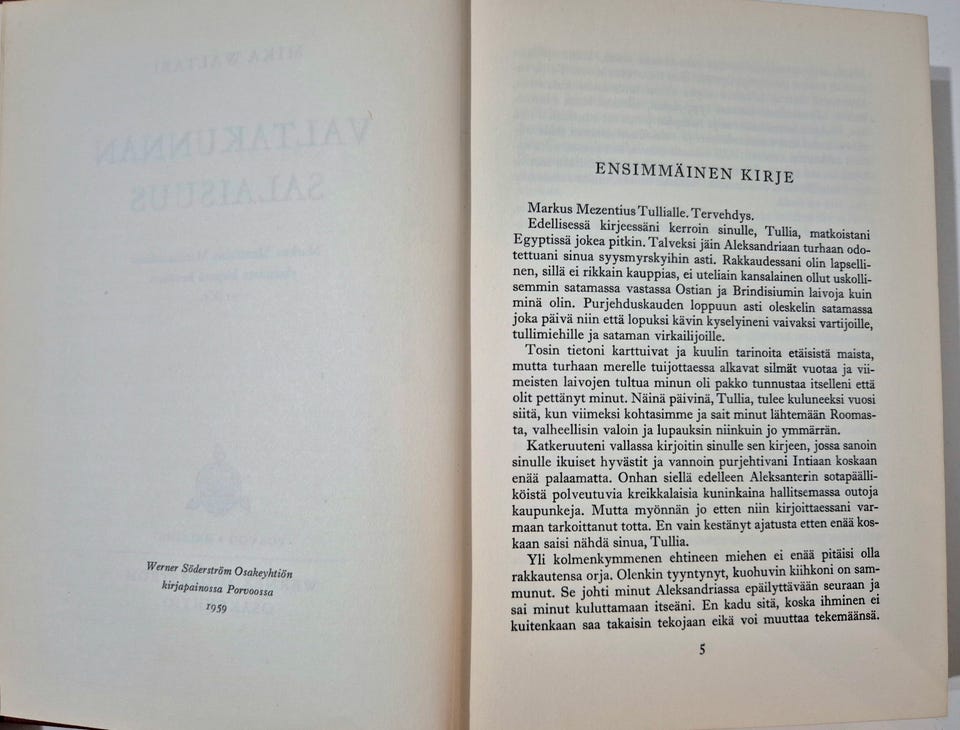 MIKA WALTARI
VALTAKUNNAN
SALAISUUS
Werner Söderström Osakeyhtiön
kirjapainossa Porvoossa
1959
ENSIMMÄINEN KIRJE
Markus Mezentius Tullialle. Tervehdys.
Edellisessä kirjeessäni kerroin sinulle, Tullia, matkoistani
Egyptissä jokea pitkin. Talveksi jäin Aleksandriaan turhaan odo-
tettuani sinua syysmyrskyihin asti. Rakkaudessani olin lapselli-
nen, sillä ei rikkain kauppias, ei uteliain kansalainen ollut uskolli-
semmin satamassa vastassa Ostian ja Brindisiumin laivoja kuin
minä olin. Purjehduskauden loppuun asti oleskelin satamassa
joka päivä niin että lopuksi kävin kyselyineni vaivaksi vartijoille,
tullimiehille ja sataman virkailijoille.
Tosin tietoni karttuivat ja kuulin tarinoita etäisistä maista,
mutta turhaan merelle tuijottaessa alkavat silmät vuotaa ja vii-
meisten laivojen tultua minun oli pakko tunnustaa itselleni että
olit pettänyt minut. Näinä päivinä, Tullia, tulee kuluneeksi vuosi
siitä, kun viimeksi kohtasimme ja sait minut lähtemään Roomas-
ta, valheellisin valoin ja lupauksin niinkuin jo ymmärrän.
Katkeruuteni vallassa kirjoitin sinulle sen kirjeen, jossa sanoin
sinulle ikuiset hyvästit ja vannoin purjehtivani Intiaan koskaan
enää palaamatta. Onhan siellä edelleen Aleksanterin sotapäälli-
köistä polveutuvia kreikkalaisia kuninkaina hallitsemassa outoja
kaupunkeja. Mutta myönnän jo etten niin kirjoittaessani var-
maan tarkoittanut totta. En vain kestänyt ajatusta etten enää kos-
kaan saisi nähdä sinua, Tullia.
Yli kolmenkymmenen ehtineen miehen ei enää pitäisi olla
rakkautensa orja. Olenkin tyyntynyt, kuohuvin kiihkoni on sam-
munut. Se johti minut Aleksandriassa epäilyttävään seuraan ja
sai minut kuluttamaan itseäni. En kadu sitä, koska ihminen ei
kuitenkaan saa takaisin tekojaan eikä voi muuttaa tekemäänsä.
5